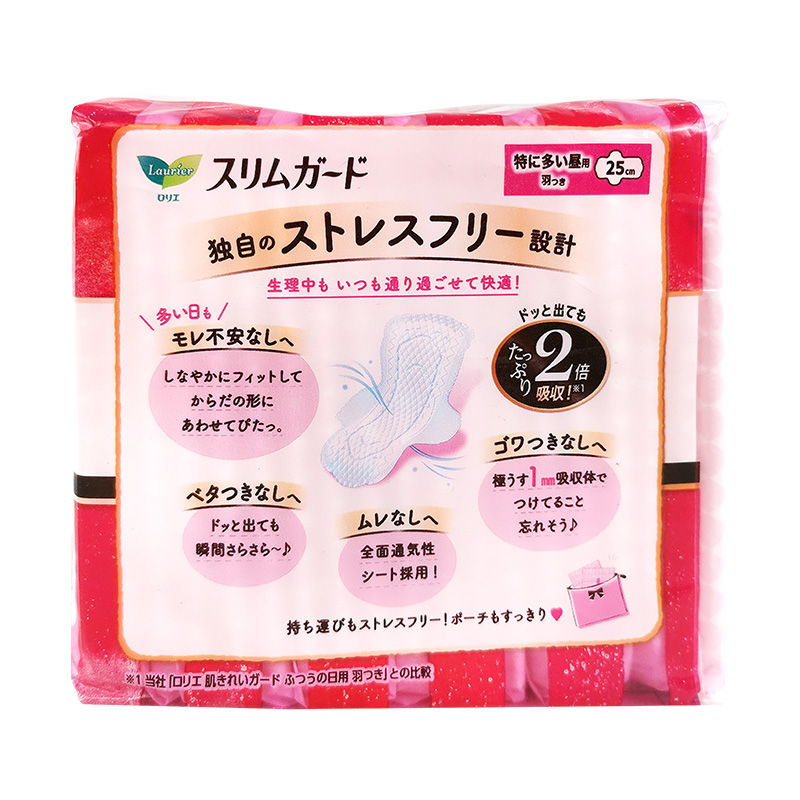 Laurier
ロリエ
スリムガード
特に多い昼用
羽つき
25cm
独自のストレスフリー設計
生理中も いつも通り過ごせて快適!
多い日も
モレ不安なしへ
しなやかにフィットして
からだの形に
あわせてぴたっ。
ドッと出ても
たっぷり
2倍
吸収!※1
ゴワつきなしへ
極うす1mm吸収体で
つけてること
忘れそう♪
ベタつきなしへ
ドッと出ても
瞬間さらさら〜♪
ムレなしへ
全面通気性
シート採用!
持ち運びもストレスフリー!ポーチもすっきり♥
※1 当社「ロリエ 肌きれいガード ふつうの日用 羽つき」との比較